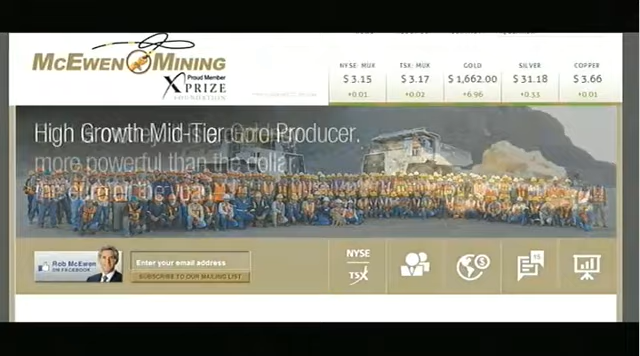 McEWEN MINING
Proud Member
XPRIZE
FOUNDATION
NYSE: MUX
$ 3.15
+0.01
TSX: MUX
$ 3.17
+0.02
GOLD
$ 1,662.00
+6.96
SILVER
$ 31.18
+0.33
COPPER
$ 3.66
+0.01
High Growth Mid-Tier Gold Producer.
more powerful than the dollar
Rob McEwen
ON FACEBOOK
Enter your email address
SUBSCRIBE TO OUR MAILING LIST
NYSE
TSX
15